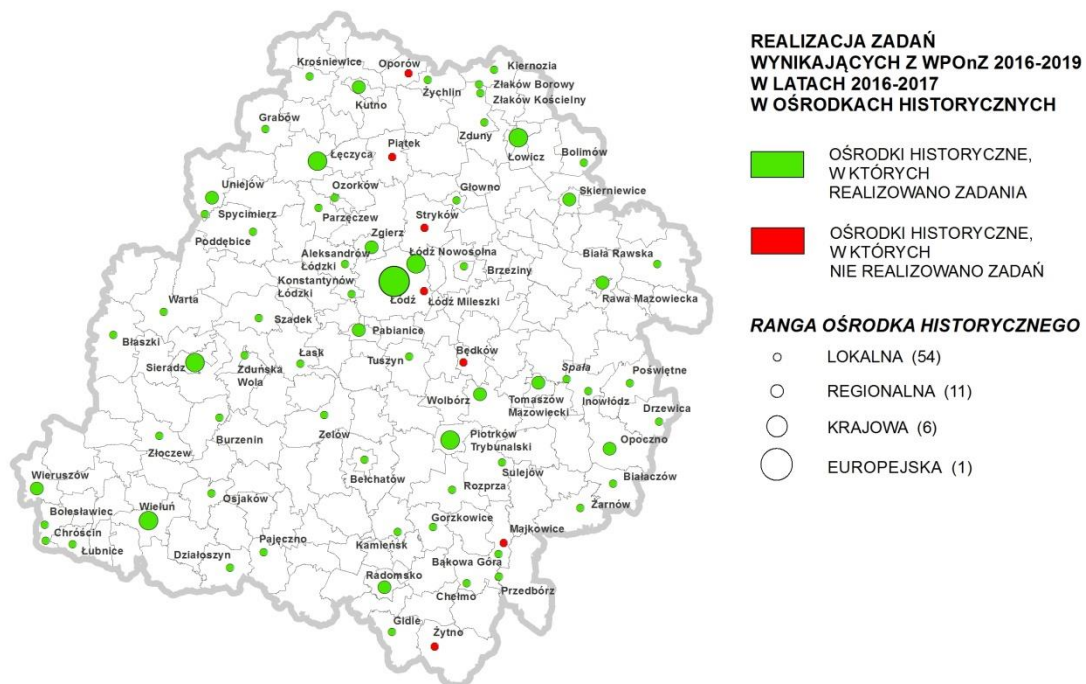 REALIZACJA ZADAŃ
WYNIKAJĄCYCH Z WPOnZ 2016-2019
W LATACH 2016-2017
W OŚRODKACH HISTORYCZNYCH
OŚRODKI HISTORYCZNE,
W KTÓRYCH
REALIZOWANO ZADANIA
OŚRODKI HISTORYCZNE,
W KTÓRYCH
NIE REALIZOWANO ZADAŃ
RANGA OŚRODKA HISTORYCZNEGO
LOKALNA (54)
REGIONALNA (11)
KRAJOWA (6)
EUROPEJSKA (1)
Krośniewice
Oporów
Kiernozia
Kutno
Żychlin
Złaków Borowy
Złaków Kościelny
Grabów
Zduny
Piątek
Łęczyca
Łowicz
Bolimów
Uniejów
Ozorków
Głowno
Skierniewice
Spycimierz
Parzęczew
Stryków
Poddębice
Zgierz
Aleksandrów
Łódzki
Łódź Nowosolna
Brzeziny
Biała Rawska
Konstantynów
Łódzki
Łódź
Łódź Mileszki
Rawa Mazowiecka
Warta
Szadek
Pabianice
Błaszki
Sieradz
Zduńska
Wola
Łask
Tuszyn
Będków
Spała
Poświętne
Wolbórz
Tomaszów
Mazowiecki
Inowłódz
Drzewica
Burzenin
Zelów
Piotrków
Trybunalski
Opoczno
Złoczew
Bełchatów
Sulejów
Białaczów
Wieruszów
Osjaków
Rozprza
Żarnów
Bolesławiec
Wieluń
Gorzkowice
Majkowice
Chróścin
Łubnice
Działoszyn
Pajęczno
Kamieńsk
Bąkowa Góra
Radomsko
Chełmo
Przedbórz
Gidle
Żytno